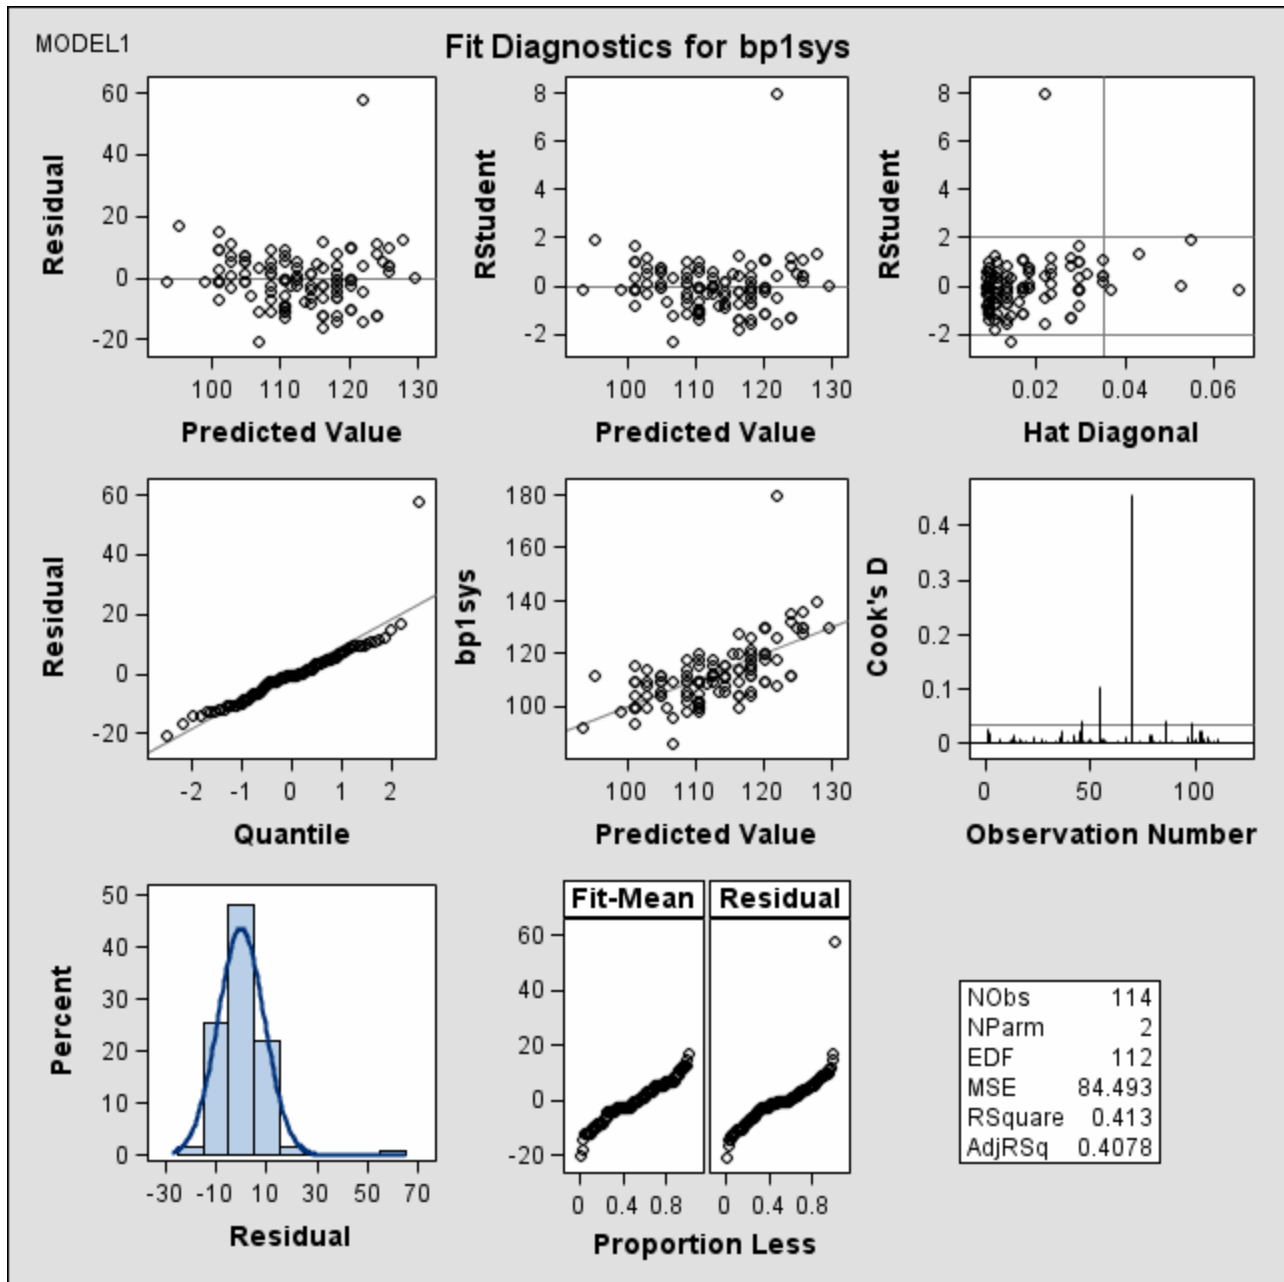 MODEL1
Fit Diagnostics for bp1sys
Residual
60
40
20
0
-20
100 110 120 130
Predicted Value
RStudent
8
6
4
2
0
-2
100 110 120 130
Predicted Value
RStudent
8
6
4
2
0
-2
0.02 0.04 0.06
Hat Diagonal
Residual
60
40
20
0
-20
-2 -1 0 1 2
Quantile
bp1sys
180
160
140
120
100
100 110 120 130
Predicted Value
Cook's D
0.4
0.3
0.2
0.1
0
0 50 100
Observation Number
Percent
50
40
30
20
10
0
-30 -10 10 30 50 70
Residual
Fit-Mean Residual
60
40
20
0
-20
0 0.4 0.8 0 0.4 0.8
Proportion Less
NObs 114
NParm 2
EDF 112
MSE 84.493
RSquare 0.413
AdjRSq 0.4078